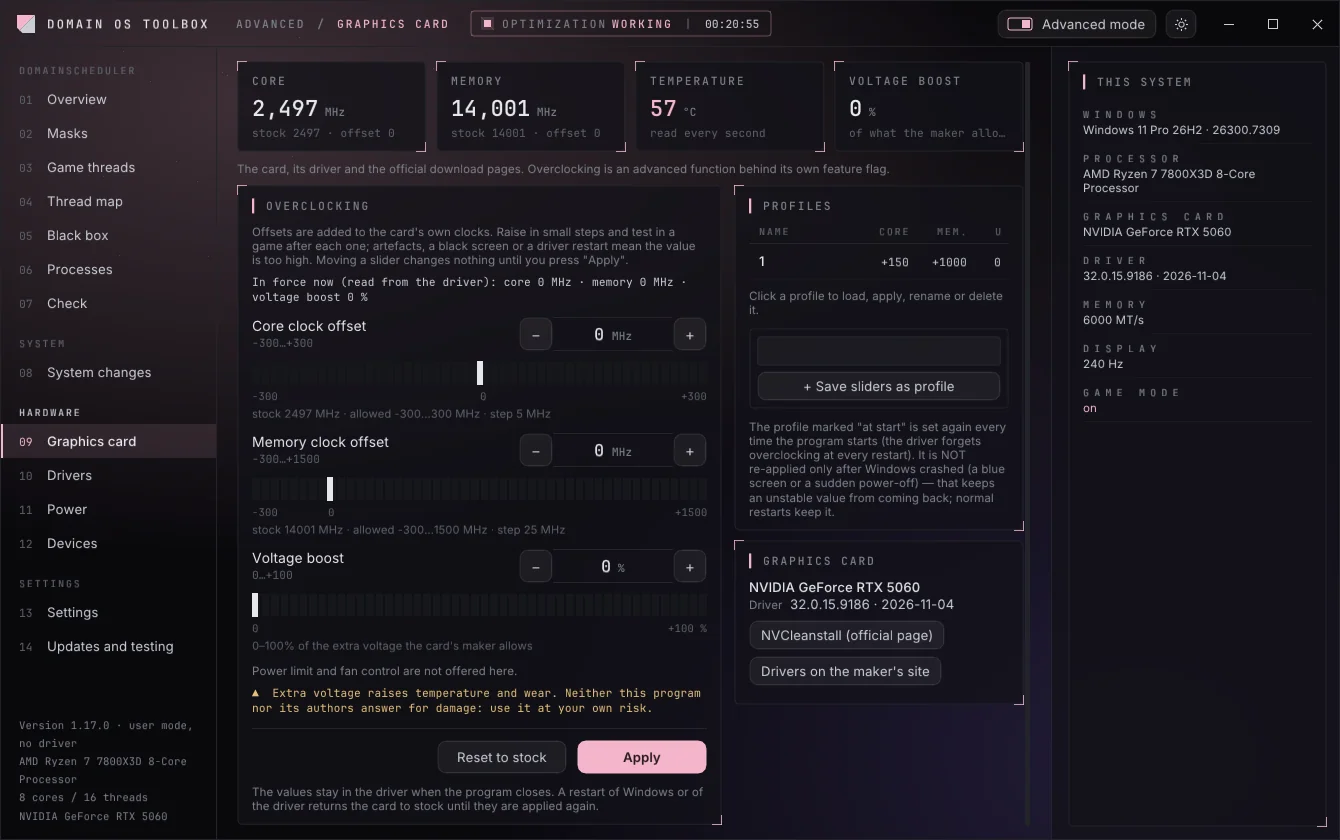 DOMAIN OS TOOLBOX
ADVANCED / GRAPHICS CARD
OPTIMIZATION WORKING | 00:20:55
Advanced mode
DOMAINSCHEDULER
01 Overview
02 Masks
03 Game threads
04 Thread map
05 Black box
06 Processes
07 Check
SYSTEM
08 System changes
HARDWARE
09 Graphics card
10 Drivers
11 Power
12 Devices
SETTINGS
13 Settings
14 Updates and testing
Version 1.17.0 · user mode,
no driver
AMD Ryzen 7 7800X3D 8-Core
Processor
8 cores / 16 threads
NVIDIA GeForce RTX 5060
CORE
2,497 MHz
stock 2497 · offset 0
MEMORY
14,001 MHz
stock 14001 · offset 0
TEMPERATURE
57 °C
read every second
VOLTAGE BOOST
0 %
of what the maker allo…
The card, its driver and the official download pages. Overclocking is an advanced function behind its own feature flag.
OVERCLOCKING
Offsets are added to the card's own clocks. Raise in small steps and test in a
game after each one; artefacts, a black screen or a driver restart mean the value
is too high. Moving a slider changes nothing until you press "Apply".
In force now (read from the driver): core 0 MHz · memory 0 MHz ·
voltage boost 0 %
Core clock offset
-300…+300
− 0 MHz +
-300 0 +300
stock 2497 MHz · allowed -300…300 MHz · step 5 MHz
Memory clock offset
-300…+1500
− 0 MHz +
-300 0 +1500
stock 14001 MHz · allowed -300…1500 MHz · step 25 MHz
Voltage boost
0…+100
− 0 % +
0 +100 %
0–100% of the extra voltage the card's maker allows
Power limit and fan control are not offered here.
▲ Extra voltage raises temperature and wear. Neither this program
nor its authors answer for damage: use it at your own risk.
Reset to stock
Apply
The values stay in the driver when the program closes. A restart of Windows or of
the driver returns the card to stock until they are applied again.
PROFILES
NAME CORE MEM. U
1 +150 +1000 0
Click a profile to load, apply, rename or delete
it.
+ Save sliders as profile
The profile marked "at start" is set again every
time the program starts (the driver forgets
overclocking at every restart). It is NOT
re-applied only after Windows crashed (a blue
screen or a sudden power-off) — that keeps
an unstable value from coming back; normal
restarts keep it.
GRAPHICS CARD
NVIDIA GeForce RTX 5060
Driver 32.0.15.9186 · 2026-11-04
NVCleanstall (official page)
Drivers on the maker's site
THIS SYSTEM
WINDOWS
Windows 11 Pro 26H2 · 26300.7309
PROCESSOR
AMD Ryzen 7 7800X3D 8-Core
Processor
GRAPHICS CARD
NVIDIA GeForce RTX 5060
DRIVER
32.0.15.9186 · 2026-11-04
MEMORY
6000 MT/s
DISPLAY
240 Hz
GAME MODE
on